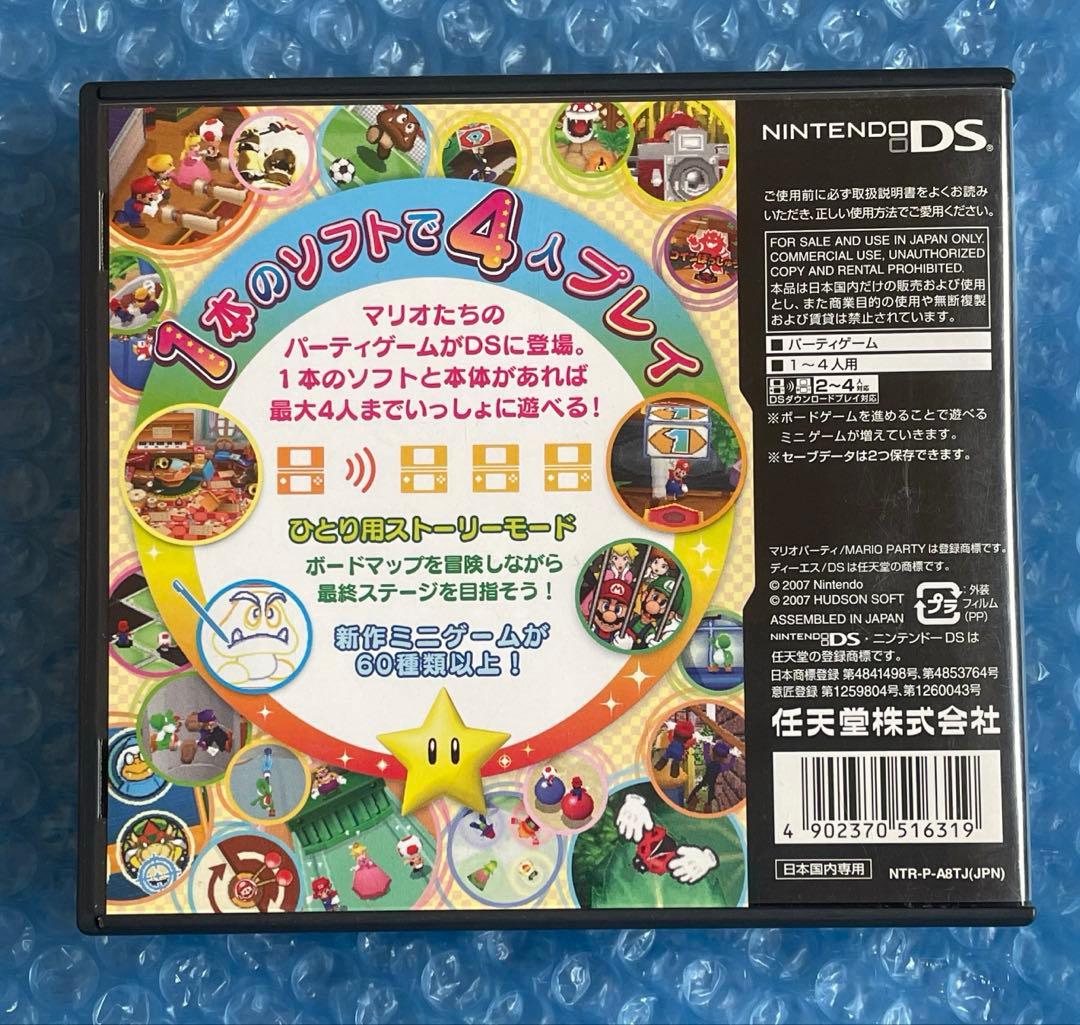 1本のソフトで4人プレイ
マリオたちの
パーティゲームがDSに登場。
1本のソフトと本体があれば
最大4人までいっしょに遊べる!
ひとり用ストーリーモード
ボードマップを冒険しながら
最終ステージを目指そう!
新作ミニゲームが
60種類以上!
1
1
NINTENDO DS®
ご使用前に必ず取扱説明書をよくお読み
いただき、正しい使用方法でご愛用ください。
FOR SALE AND USE IN JAPAN ONLY.
COMMERCIAL USE, UNAUTHORIZED
COPY AND RENTAL PROHIBITED.
本品は日本国内だけの販売および使用
とし、また商業目的の使用や無断複製
および賃貸は禁止されています。
■ パーティゲーム
■ 1～4人用
2～4人対応
DSダウンロードプレイ対応
※ボードゲームを進めることで遊べる
ミニゲームが増えていきます。
※セーブデータは2つ保存できます。
マリオパーティ/MARIO PARTY は登録商標です。
ディーエス/DS は任天堂の商標です。
© 2007 Nintendo
© 2007 HUDSON SOFT
ASSEMBLED IN JAPAN
プラ
:外装
フィルム
(PP)
NINTENDO DS・ニンテンドーDSは
任天堂の登録商標です。
日本商標登録 第4841498号、第4853764号
意匠登録 第1259804号、第1260043号
任天堂株式会社
4 902370 516319
日本国内専用
NTR-P-A8TJ(JPN)